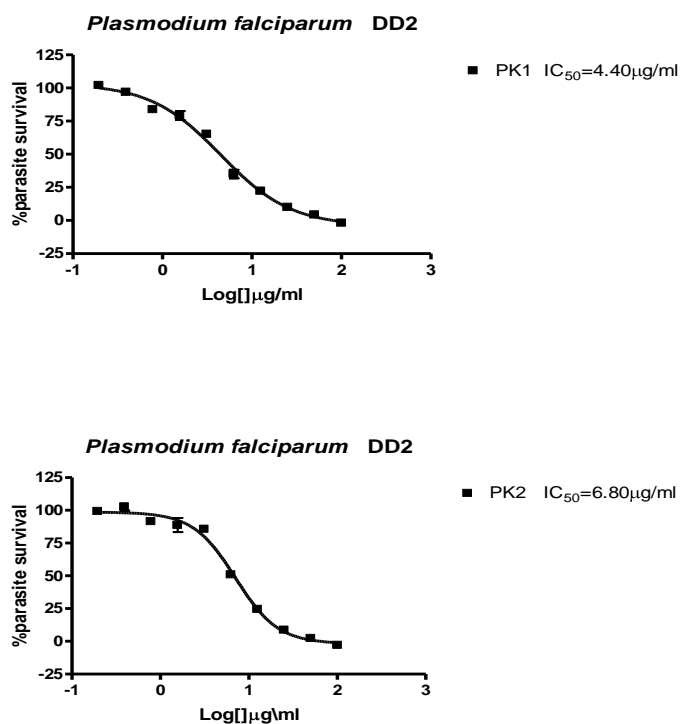 Plasmodium falciparum DD2
125
100
75
50
25
0
-25
%parasite survival
-1 0 1 2 3
Log[]μg/ml
PK1 IC50=4.40μg/ml
Plasmodium falciparum DD2
125
100
75
50
25
0
-25
%parasite survival
-1 0 1 2 3
Log[]μg\ml
PK2 IC50=6.80μg/ml